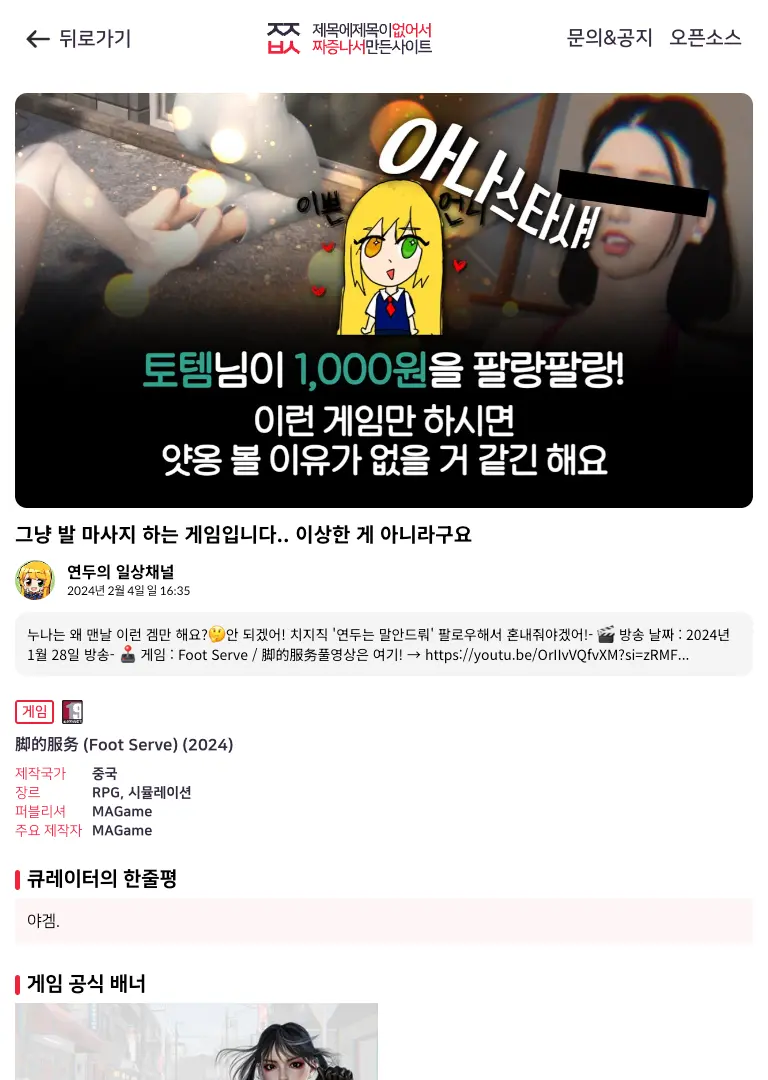 뒤로가기
제목에제목이없어서
짜증나서만든사이트
문의&공지 오픈소스
아나스타샤!
이쁜 언니
토템님이 1,000원을 팔랑팔랑!
이런 게임만 하시면
얏옹 볼 이유가 없을 거 같긴 해요
그냥 발 마사지 하는 게임입니다.. 이상한 게 아니라구요
연두의 일상채널
2024년 2월 4일 일 16:35
누나는 왜 맨날 이런 겜만 해요?🤔안 되겠어! 치지직 '연두는 말안드뤄' 팔로우해서 혼내줘야겠어!- 🎬 방송 날짜 : 2024년
1월 28일 방송- 🕹️ 게임 : Foot Serve / 脚的服务풀영상은 여기! → https://youtu.be/OrIIvVQfvXM?si=zRMF...
게임 19
脚的服务 (Foot Serve) (2024)
제작국가 중국
장르 RPG, 시뮬레이션
퍼블리셔 MAGame
주요 제작자 MAGame
큐레이터의 한줄평
야겜.
게임 공식 배너